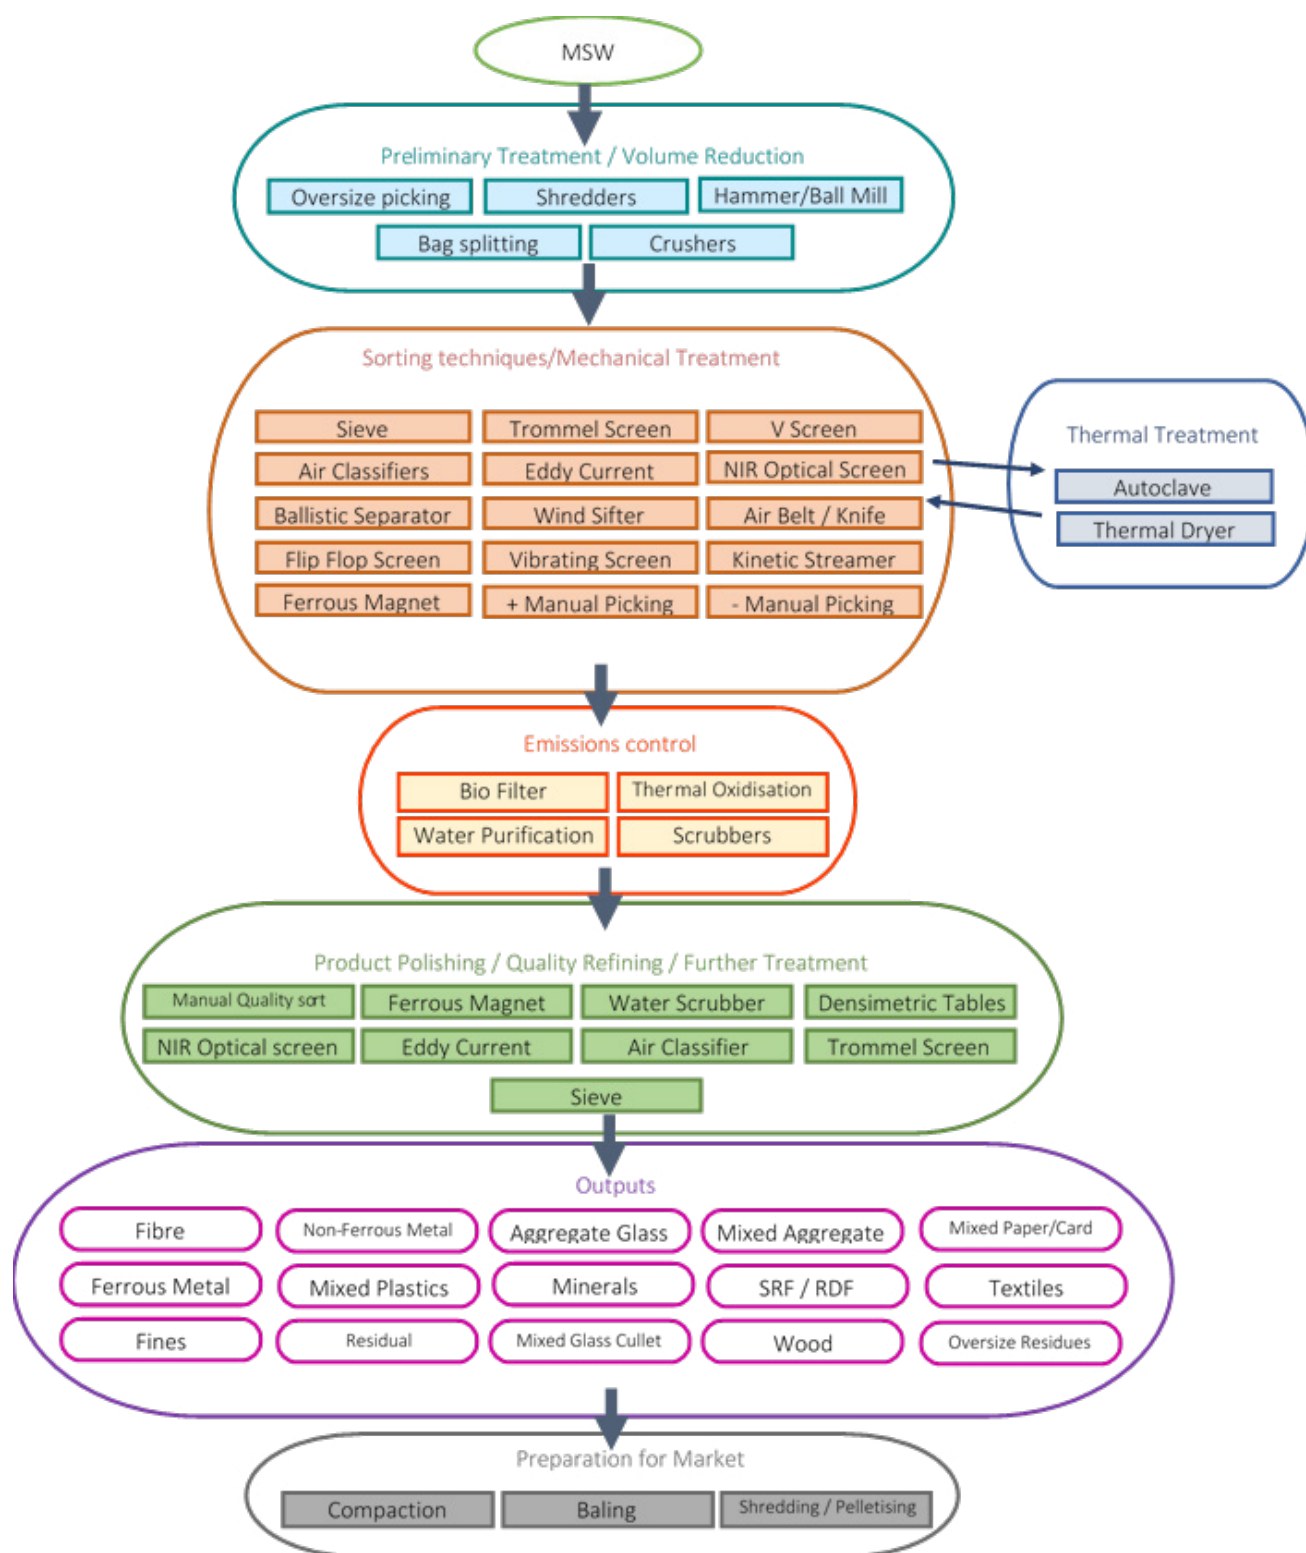 MSW
Preliminary Treatment / Volume Reduction
Oversize picking
Shredders
Hammer/Ball Mill
Bag splitting
Crushers
Sorting techniques/Mechanical Treatment
Sieve
Trommel Screen
V Screen
Air Classifiers
Eddy Current
NIR Optical Screen
Ballistic Separator
Wind Sifter
Air Belt / Knife
Flip Flop Screen
Vibrating Screen
Kinetic Streamer
Ferrous Magnet
+ Manual Picking
- Manual Picking
Thermal Treatment
Autoclave
Thermal Dryer
Emissions control
Bio Filter
Thermal Oxidisation
Water Purification
Scrubbers
Product Polishing / Quality Refining / Further Treatment
Manual Quality sort
Ferrous Magnet
Water Scrubber
Densimetric Tables
NIR Optical screen
Eddy Current
Air Classifier
Trommel Screen
Sieve
Outputs
Fibre
Non-Ferrous Metal
Aggregate Glass
Mixed Aggregate
Mixed Paper/Card
Ferrous Metal
Mixed Plastics
Minerals
SRF / RDF
Textiles
Fines
Residual
Mixed Glass Cullet
Wood
Oversize Residues
Preparation for Market
Compaction
Baling
Shredding / Pelletising